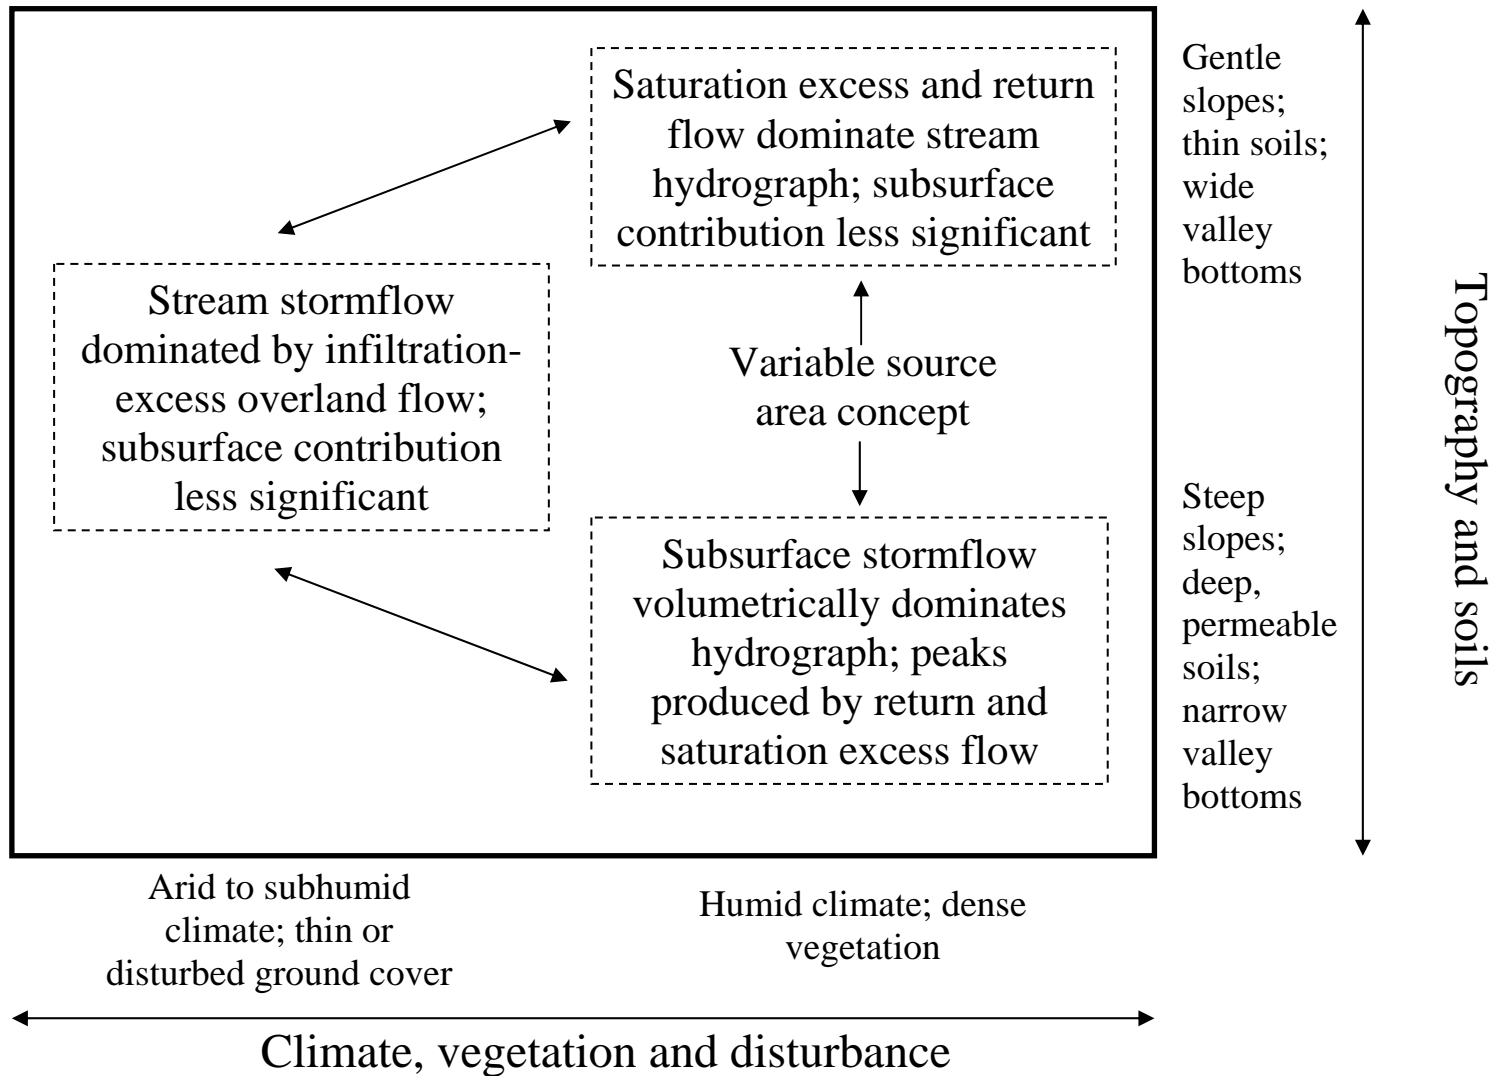 Saturation excess and return
flow dominate stream
hydrograph; subsurface
contribution less significant
Stream stormflow
dominated by infiltration-
excess overland flow;
subsurface contribution
less significant
Variable source
area concept
Subsurface stormflow
volumetrically dominates
hydrograph; peaks
produced by return and
saturation excess flow
Gentle
slopes;
thin soils;
wide
valley
bottoms
Steep
slopes;
deep,
permeable
soils;
narrow
valley
bottoms
Topography and soils
Arid to subhumid
climate; thin or
disturbed ground cover
Humid climate; dense
vegetation
Climate, vegetation and disturbance